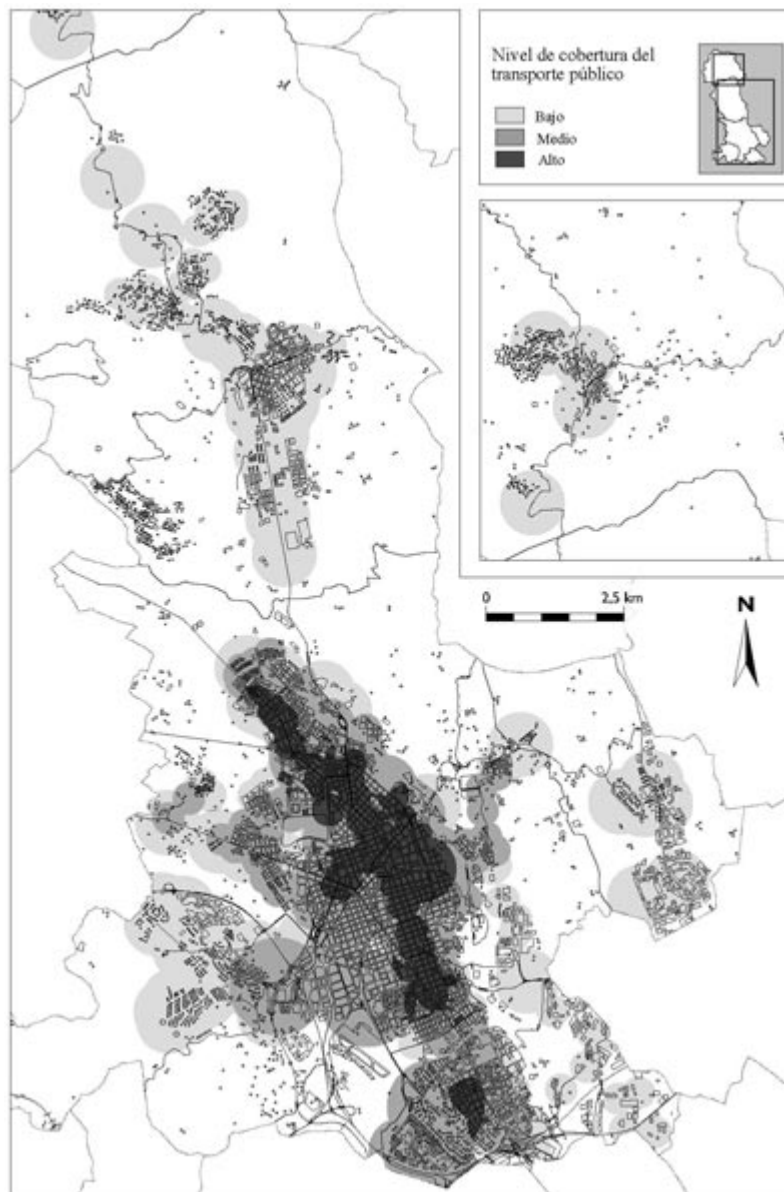 Nivel de cobertura del
transporte público
Bajo
Medio
Alto
0 2,5 km
N